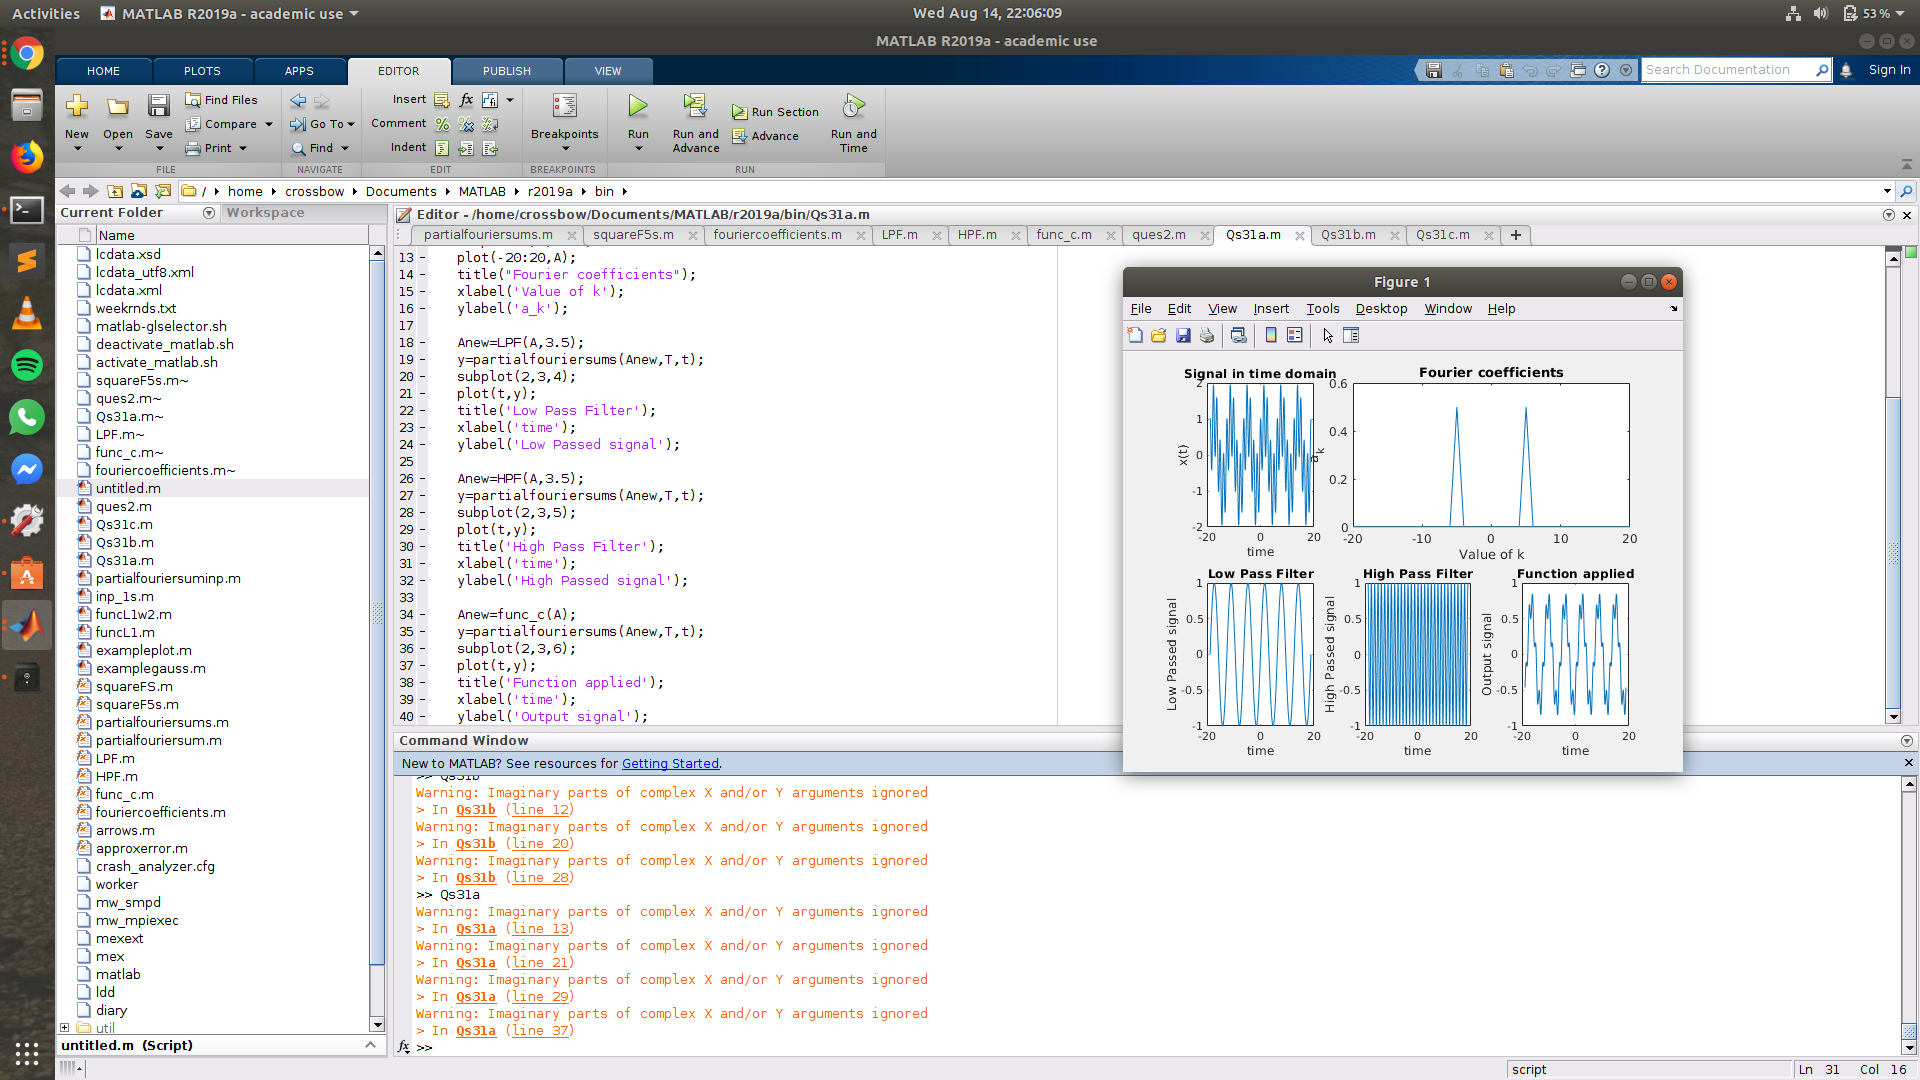 Activities MATLAB R2019a - academic use Wed Aug 14, 22:06:09 53 %
MATLAB R2019a - academic use
HOME PLOTS APPS EDITOR PUBLISH VIEW Search Documentation Sign In
New Open Save Find Files Compare Print
FILE
Go To Find
NAVIGATE
Insert fx
Comment
Indent
EDIT
Breakpoints
BREAKPOINTS
Run Run and Advance Run Section Advance Run and Time
RUN
/ home crossbow Documents MATLAB r2019a bin
Current Folder Workspace
Name
lcdata.xsd
lcdata_utf8.xml
lcdata.xml
weekrnds.txt
matlab-glselector.sh
deactivate_matlab.sh
activate_matlab.sh
squareF5s.m~
ques2.m~
Qs31a.m~
LPF.m~
func_c.m~
fouriercoefficients.m~
untitled.m
ques2.m
Qs31c.m
Qs31b.m
Qs31a.m
partialfouriersuminp.m
inp_1s.m
funcL1w2.m
funcL1.m
exampleplot.m
examplegauss.m
squareFS.m
squareF5s.m
partialfouriersums.m
partialfouriersum.m
LPF.m
HPF.m
func_c.m
fouriercoefficients.m
arrows.m
approxerror.m
crash_analyzer.cfg
worker
mw_smpd
mw_mpiexec
mexext
mex
matlab
ldd
diary
util
untitled.m (Script)
Editor - /home/crossbow/Documents/MATLAB/r2019a/bin/Qs31a.m
partialfouriersums.m squareF5s.m fouriercoefficients.m LPF.m HPF.m func_c.m ques2.m Qs31a.m Qs31b.m Qs31c.m
13 - plot(-20:20,A);
14 - title("Fourier coefficients");
15 - xlabel('Value of k');
16 - ylabel('a_k');
17
18 - Anew=LPF(A,3.5);
19 - y=partialfouriersums(Anew,T,t);
20 - subplot(2,3,4);
21 - plot(t,y);
22 - title('Low Pass Filter');
23 - xlabel('time');
24 - ylabel('Low Passed signal');
25
26 - Anew=HPF(A,3.5);
27 - y=partialfouriersums(Anew,T,t);
28 - subplot(2,3,5);
29 - plot(t,y);
30 - title('High Pass Filter');
31 - xlabel('time');
32 - ylabel('High Passed signal');
33
34 - Anew=func_c(A);
35 - y=partialfouriersums(Anew,T,t);
36 - subplot(2,3,6);
37 - plot(t,y);
38 - title('Function applied');
39 - xlabel('time');
40 - ylabel('Output signal');
Figure 1
File Edit View Insert Tools Desktop Window Help
Signal in time domain
x(t)
2
1
0
-1
-2
-20 0 20
time
Fourier coefficients
a_k
0.6
0.4
0.2
0
-20 -10 0 10 20
Value of k
Low Pass Filter
Low Passed signal
1
0.5
0
-0.5
-1
-20 0 20
time
High Pass Filter
High Passed signal
1
0.5
0
-0.5
-1
-20 0 20
time
Function applied
Output signal
1
0.5
0
-0.5
-1
-20 0 20
time
Command Window
New to MATLAB? See resources for Getting Started.
>> Qs31b
Warning: Imaginary parts of complex X and/or Y arguments ignored
> In Qs31b (line 12)
Warning: Imaginary parts of complex X and/or Y arguments ignored
> In Qs31b (line 20)
Warning: Imaginary parts of complex X and/or Y arguments ignored
> In Qs31b (line 28)
>> Qs31a
Warning: Imaginary parts of complex X and/or Y arguments ignored
> In Qs31a (line 13)
Warning: Imaginary parts of complex X and/or Y arguments ignored
> In Qs31a (line 21)
Warning: Imaginary parts of complex X and/or Y arguments ignored
> In Qs31a (line 29)
Warning: Imaginary parts of complex X and/or Y arguments ignored
> In Qs31a (line 37)
fx >>
script Ln 31 Col 16